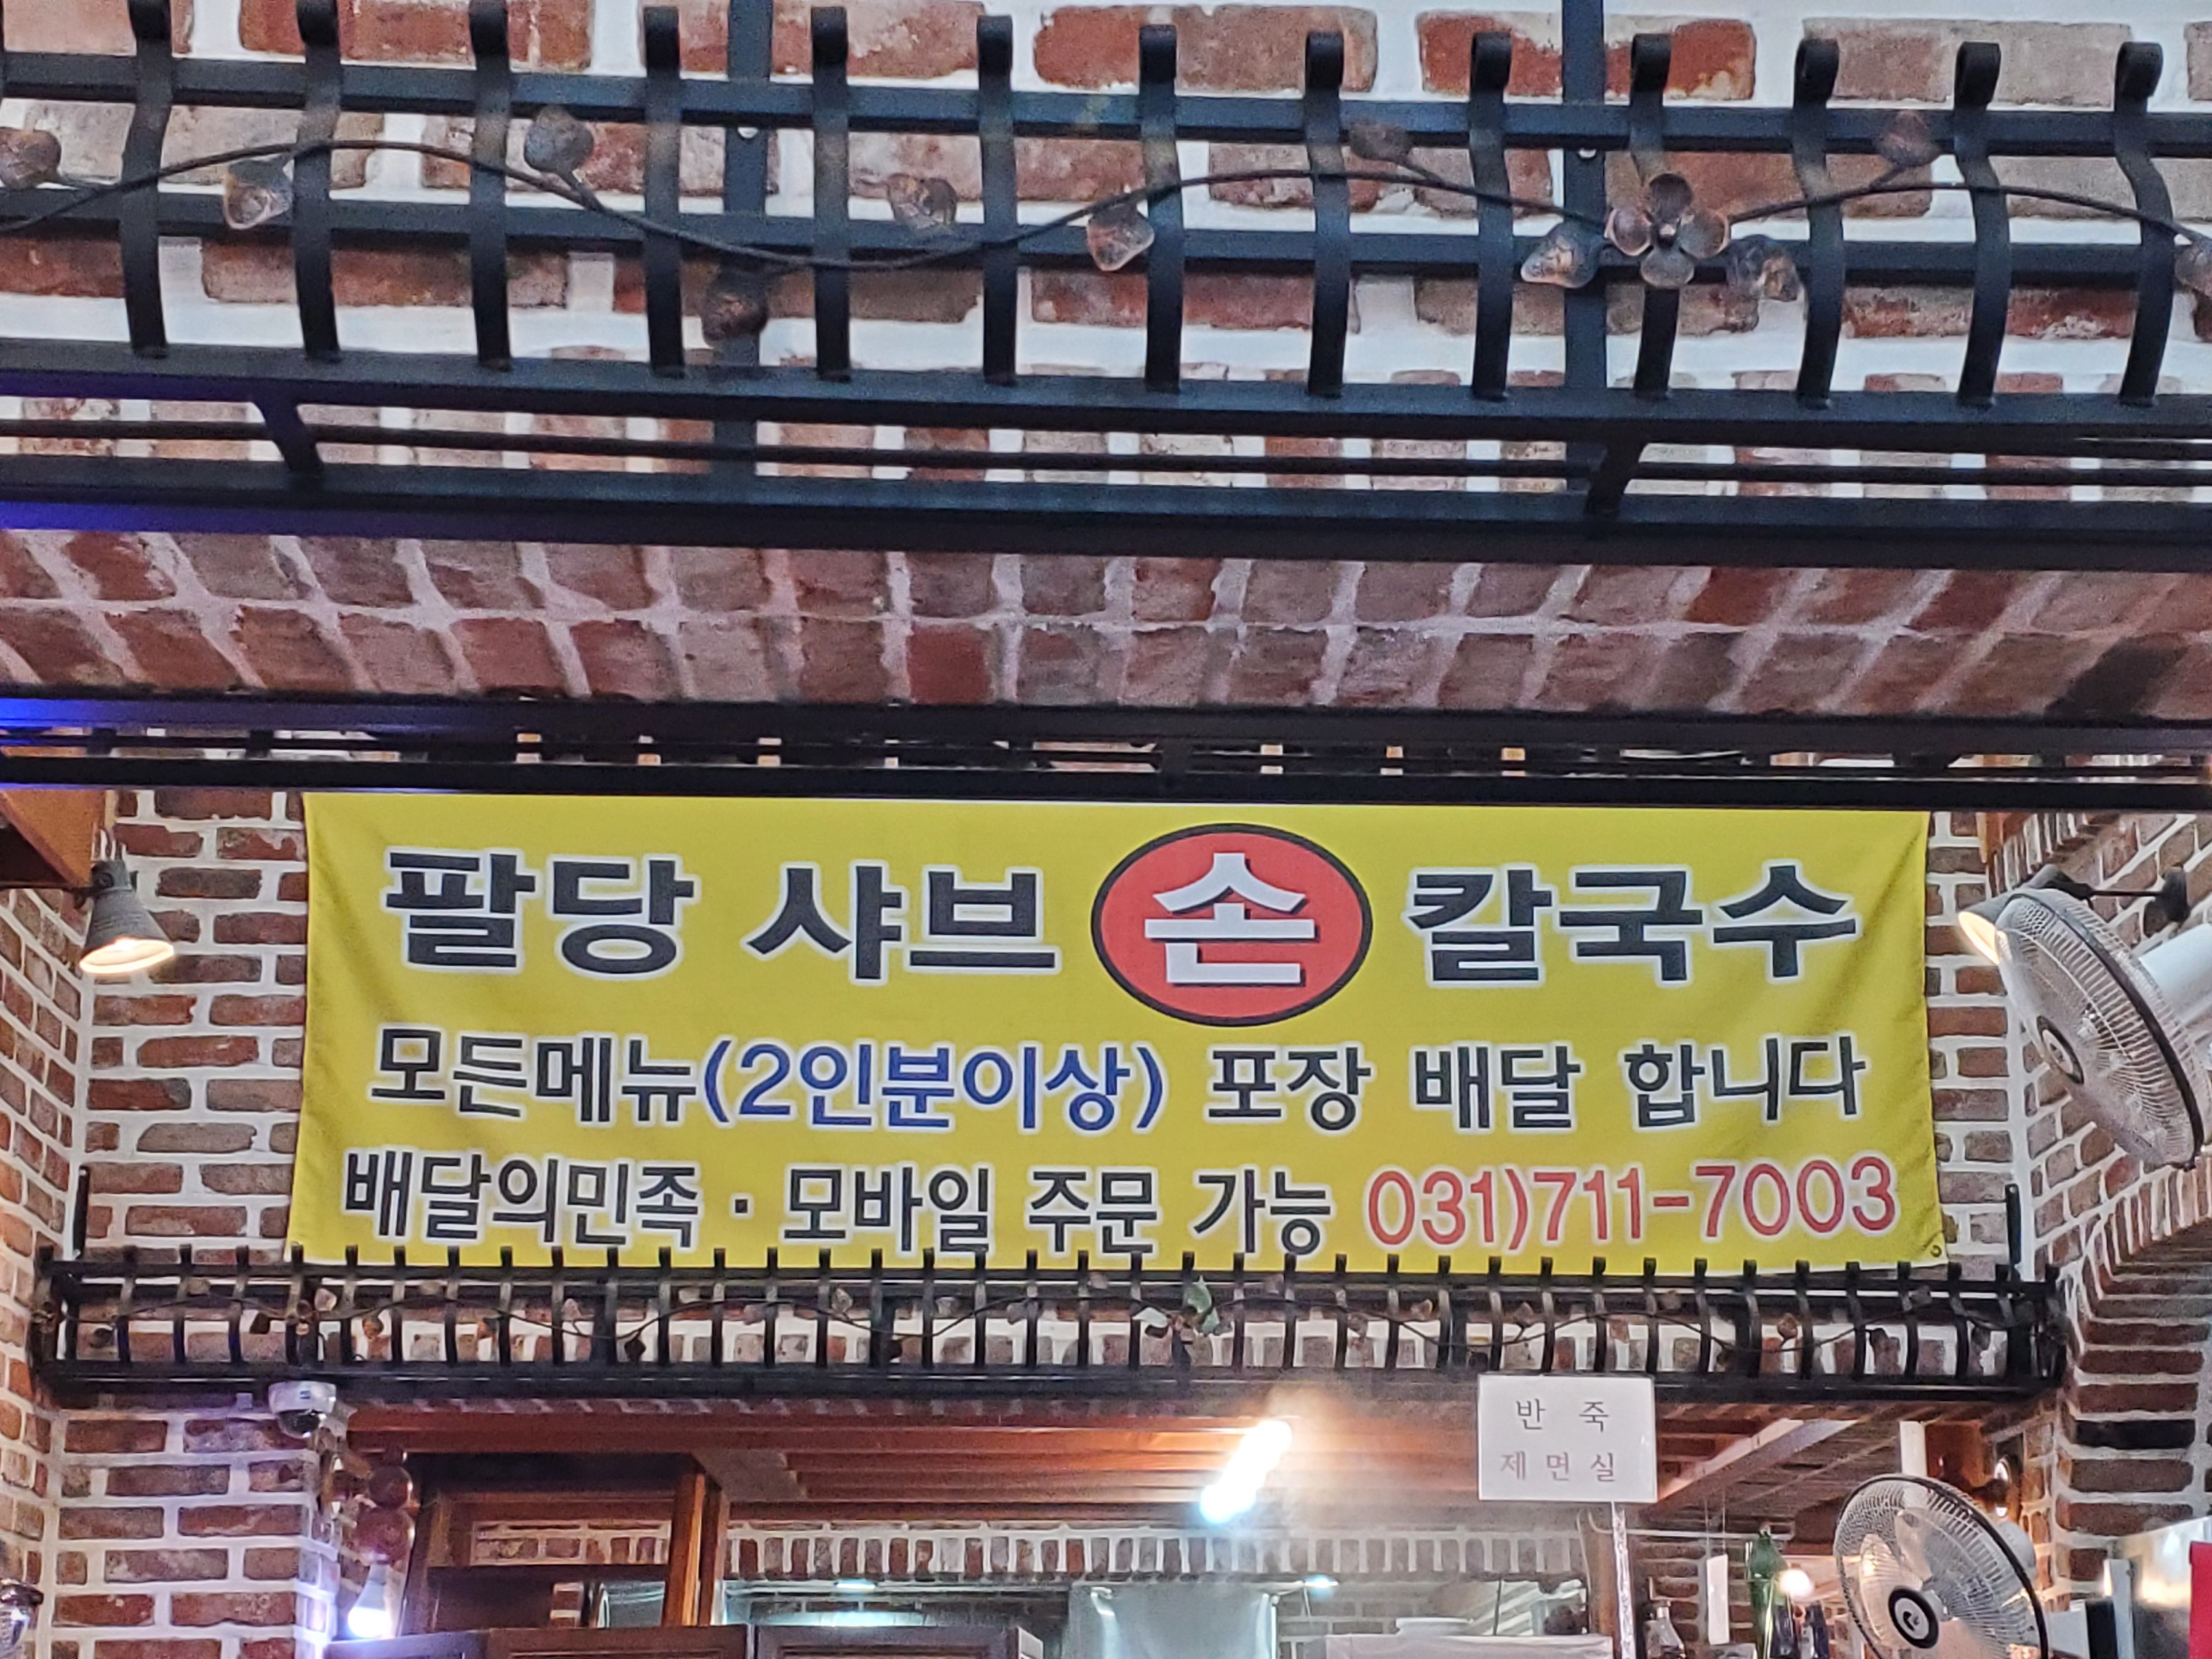 팔당 샤브 손 칼국수
모든메뉴(2인분이상) 포장 배달 합니다
배달의민족 · 모바일 주문 가능 031)711-7003
반 죽
제 면 실